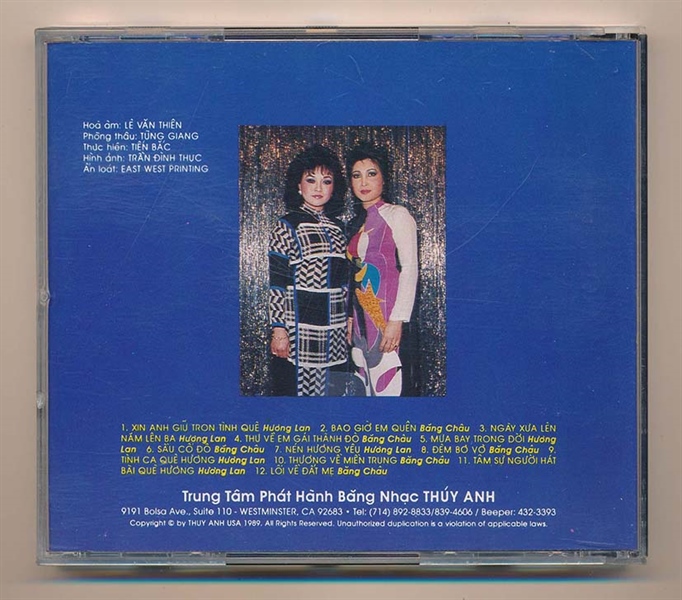 Hoà âm: LÊ VĂN THIỆN
Phòng thâu: TÙNG GIANG
Thực hiện: TIẾN BẮC
Hình ảnh: TRẦN ĐÌNH THỤC
Ấn loát: EAST WEST PRINTING
1. XIN ANH GIỮ TRỌN TÌNH QUÊ Hương Lan 2. BAO GIỜ EM QUÊN Băng Châu 3. NGÀY XƯA LÊN
NĂM LÊN BA Hương Lan 4. THƯ VỀ EM GÁI THÀNH ĐÔ Băng Châu 5. MƯA BAY TRONG ĐỜI Hương
Lan 6. SẦU CỐ ĐÔ Băng Châu 7. NÉN HƯƠNG YÊU Hương Lan 8. ĐÊM BƠ VƠ Băng Châu 9.
TÌNH CA QUÊ HƯƠNG Hương Lan 10. THƯƠNG VỀ MIỀN TRUNG Băng Châu 11. TÂM SỰ NGƯỜI HÁT
BÀI QUÊ HƯƠNG Hương Lan 12. LỐI VỀ ĐẤT MẸ Băng Châu
Trung Tâm Phát Hành Băng Nhạc THÚY ANH
9191 Bolsa Ave., Suite 110 - WESTMINSTER, CA 92683 • Tel: (714) 892-8833/839-4606 / Beeper: 432-3393
Copyright © by THUY ANH USA 1989. All Rights Reserved. Unauthorized duplication is a violation of applicable laws.